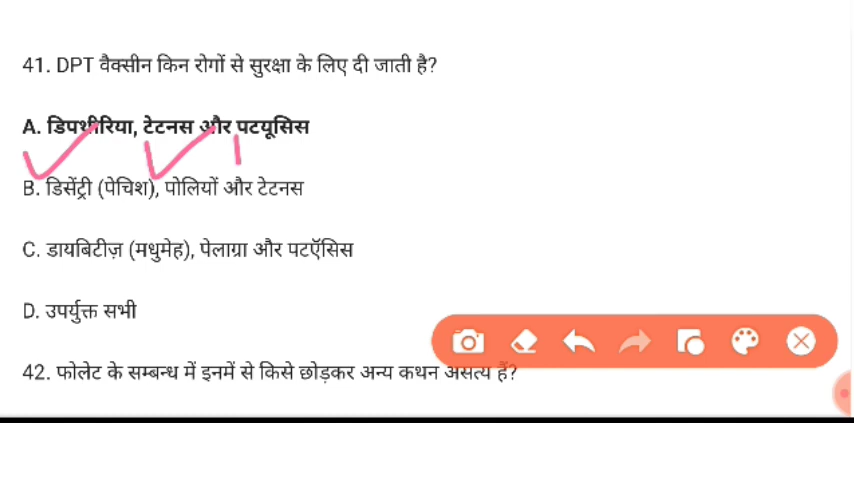 41. DPT वैक्सीन किन रोगों से सुरक्षा के लिए दी जाती है?
A. डिपथीरिया, टेटनस और पटयूसिस
B. डिसेंट्री (पेचिश), पोलियों और टेटनस
C. डायबिटीज़ (मधुमेह), पेलाग्रा और पटऍसिस
D. उपर्युक्त सभी
42. फोलेट के सम्बन्ध में इनमें से किसे छोड़कर अन्य कथन असत्य हैं?